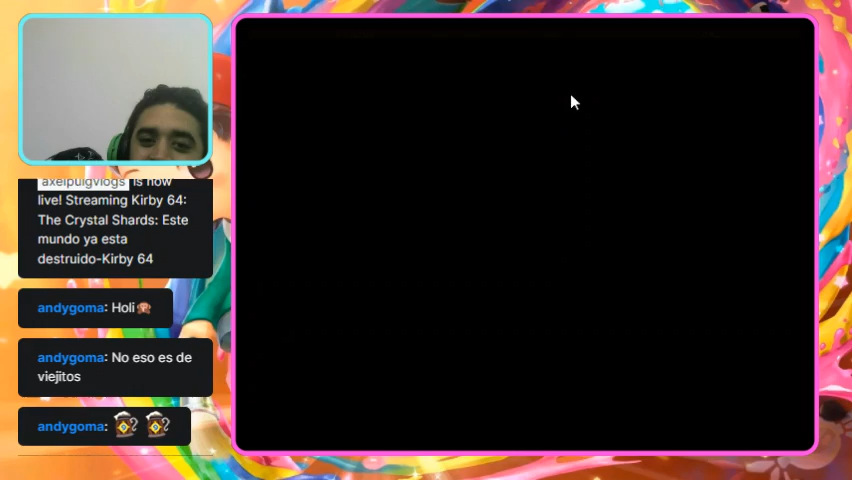 axelpuigvlogs is now
live! Streaming Kirby 64:
The Crystal Shards: Este
mundo ya esta
destruido-Kirby 64
andygoma: Holi
andygoma: No eso es de
viejitos
andygoma: